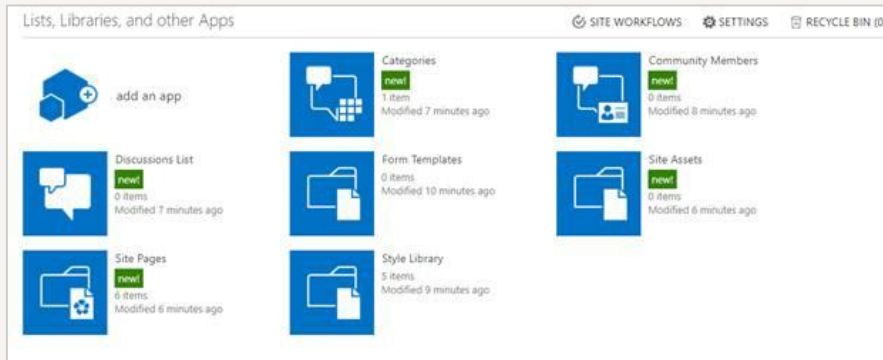 Lists, Libraries, and other Apps
SITE WORKFLOWS
SETTINGS
RECYCLE BIN (0
add an app
Categories
new!
1 item
Modified 7 minutes ago
Community Members
new!
0 items
Modified 8 minutes ago
Discussions List
new!
0 items
Modified 7 minutes ago
Form Templates
0 items
Modified 10 minutes ago
Site Assets
new!
0 items
Modified 6 minutes ago
Site Pages
new!
6 items
Modified 6 minutes ago
Style Library
5 items
Modified 9 minutes ago